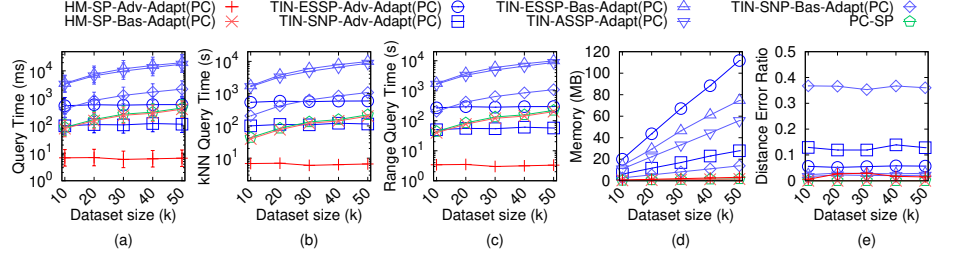 HM-SP-Adv-Adapt(PC) TIN-ESSP-Adv-Adapt(PC) TIN-ESSP-Bas-Adapt(PC) TIN-SNP-Bas-Adapt(PC)
HM-SP-Bas-Adapt(PC) TIN-SNP-Adv-Adapt(PC) TIN-ASSP-Adapt(PC) PC-SP
Query Time (ms)
10^4
10^3
10^2
10^1
10^0
10 20 30 40 50
Dataset size (k)
(a)
kNN Query Time (s)
10^4
10^3
10^2
10^1
10 20 30 40 50
Dataset size (k)
(b)
Range Query Time (s)
10^4
10^3
10^2
10^1
10^0
10 20 30 40 50
Dataset size (k)
(c)
Memory (MB)
120
100
80
60
40
20
0
10 20 30 40 50
Dataset size (k)
(d)
Distance Error Ratio
0.5
0.4
0.3
0.2
0.1
0
10 20 30 40 50
Dataset size (k)
(e)